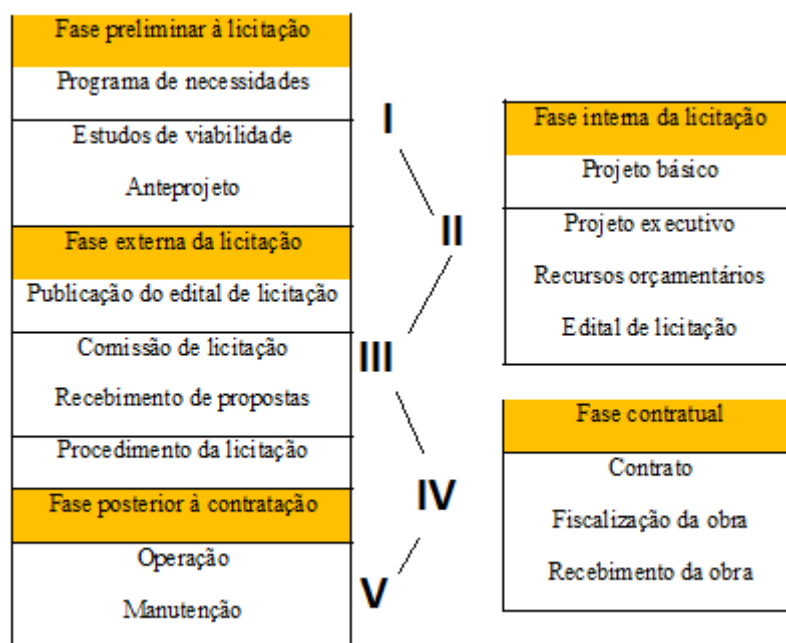 Fase preliminar à licitação
Programa de necessidades
Estudos de viabilidade
Anteprojeto
I
Fase interna da licitação
Projeto básico
Projeto executivo
Recursos orçamentários
Edital de licitação
II
Fase externa da licitação
Publicação do edital de licitação
Comissão de licitação
Recebimento de propostas
Procedimento da licitação
III
Fase contratual
Contrato
Fiscalização da obra
Recebimento da obra
IV
Fase posterior à contratação
Operação
Manutenção
V